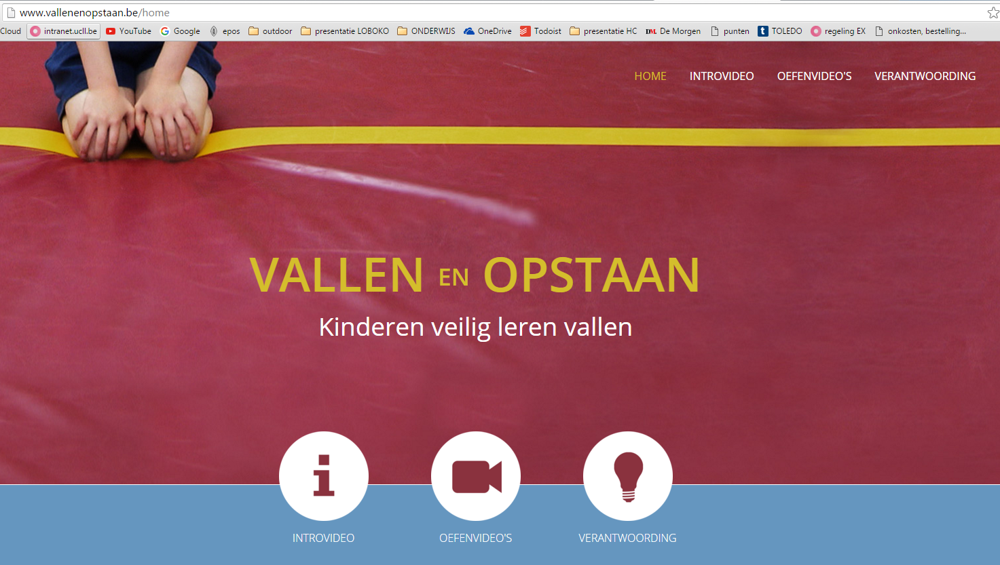 www.vallenenopstaan.be/home
Cloud intranet.ucll.be YouTube Google epos outdoor presentatie LOBOKO ONDERWIJS OneDrive Todoist presentatie HC DM. De Morgen punten t TOLEDO regeling EX onkosten, bestelling...
HOME INTROVIDEO OEFENVIDEO'S VERANTWOORDING
VALLEN EN OPSTAAN
Kinderen veilig leren vallen
INTROVIDEO OEFENVIDEO'S VERANTWOORDING